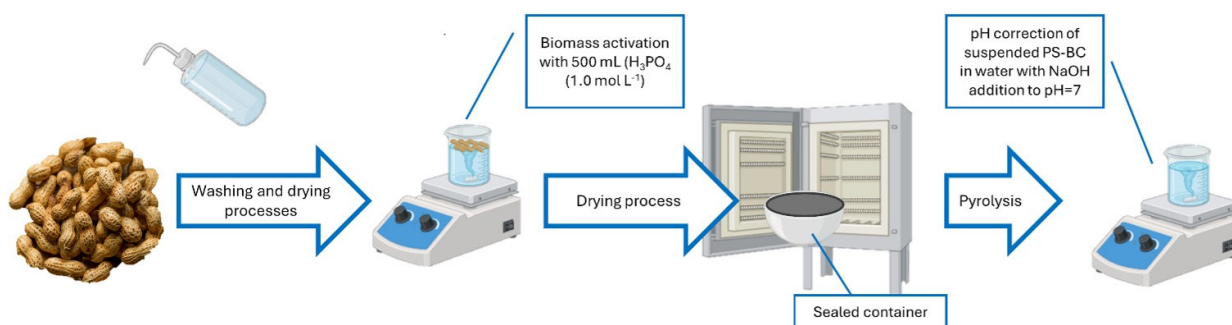 Washing and drying
processes
Biomass activation
with 500 mL (H₃PO₄
(1.0 mol L⁻¹)
Drying process
Sealed container
Pyrolysis
pH correction of
suspended PS-BC
in water with NaOH
addition to pH=7